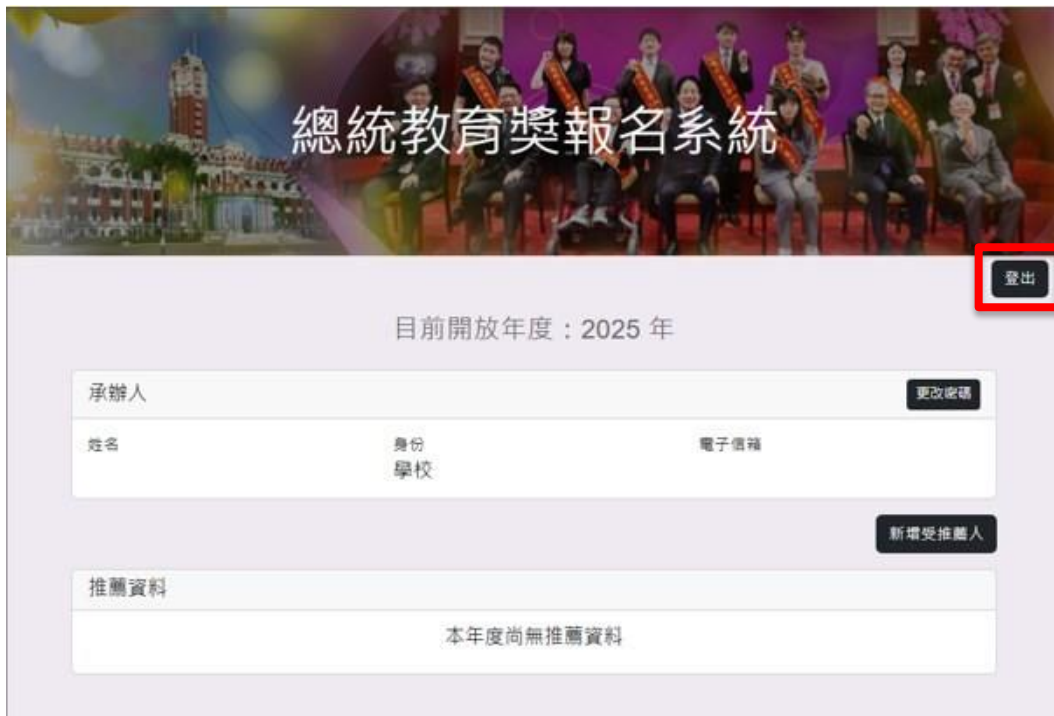 總統教育獎報名系統
登出
目前開放年度：2025 年
承辦人
更改密碼
姓名
身份
電子信箱
學校
新增受推薦人
推薦資料
本年度尚無推薦資料